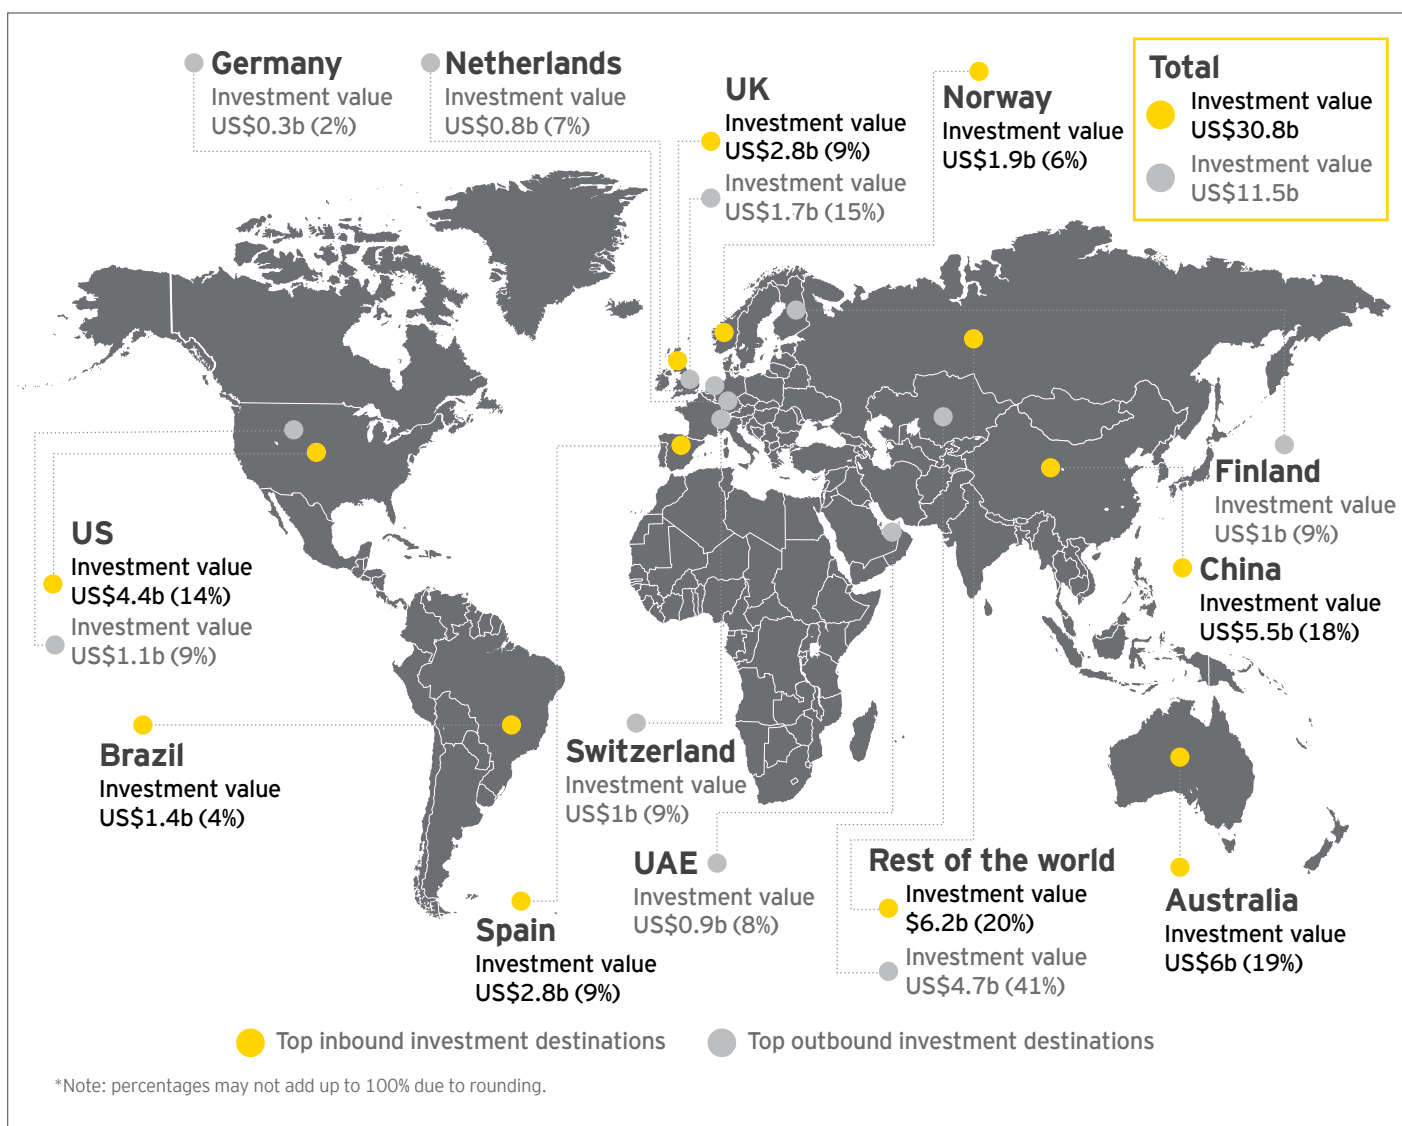 Germany
Investment value
US$0.3b (2%)
Netherlands
Investment value
US$0.8b (7%)
UK
Investment value
US$2.8b (9%)
Investment value
US$1.7b (15%)
Norway
Investment value
US$1.9b (6%)
Total
Investment value
US$30.8b
Investment value
US$11.5b
US
Investment value
US$4.4b (14%)
Investment value
US$1.1b (9%)
Finland
Investment value
US$1b (9%)
China
Investment value
US$5.5b (18%)
Brazil
Investment value
US$1.4b (4%)
Switzerland
Investment value
US$1b (9%)
UAE
Investment value
US$0.9b (8%)
Rest of the world
Investment value
$6.2b (20%)
Investment value
US$4.7b (41%)
Australia
Investment value
US$6b (19%)
Spain
Investment value
US$2.8b (9%)
Top inbound investment destinations
Top outbound investment destinations
*Note: percentages may not add up to 100% due to rounding.